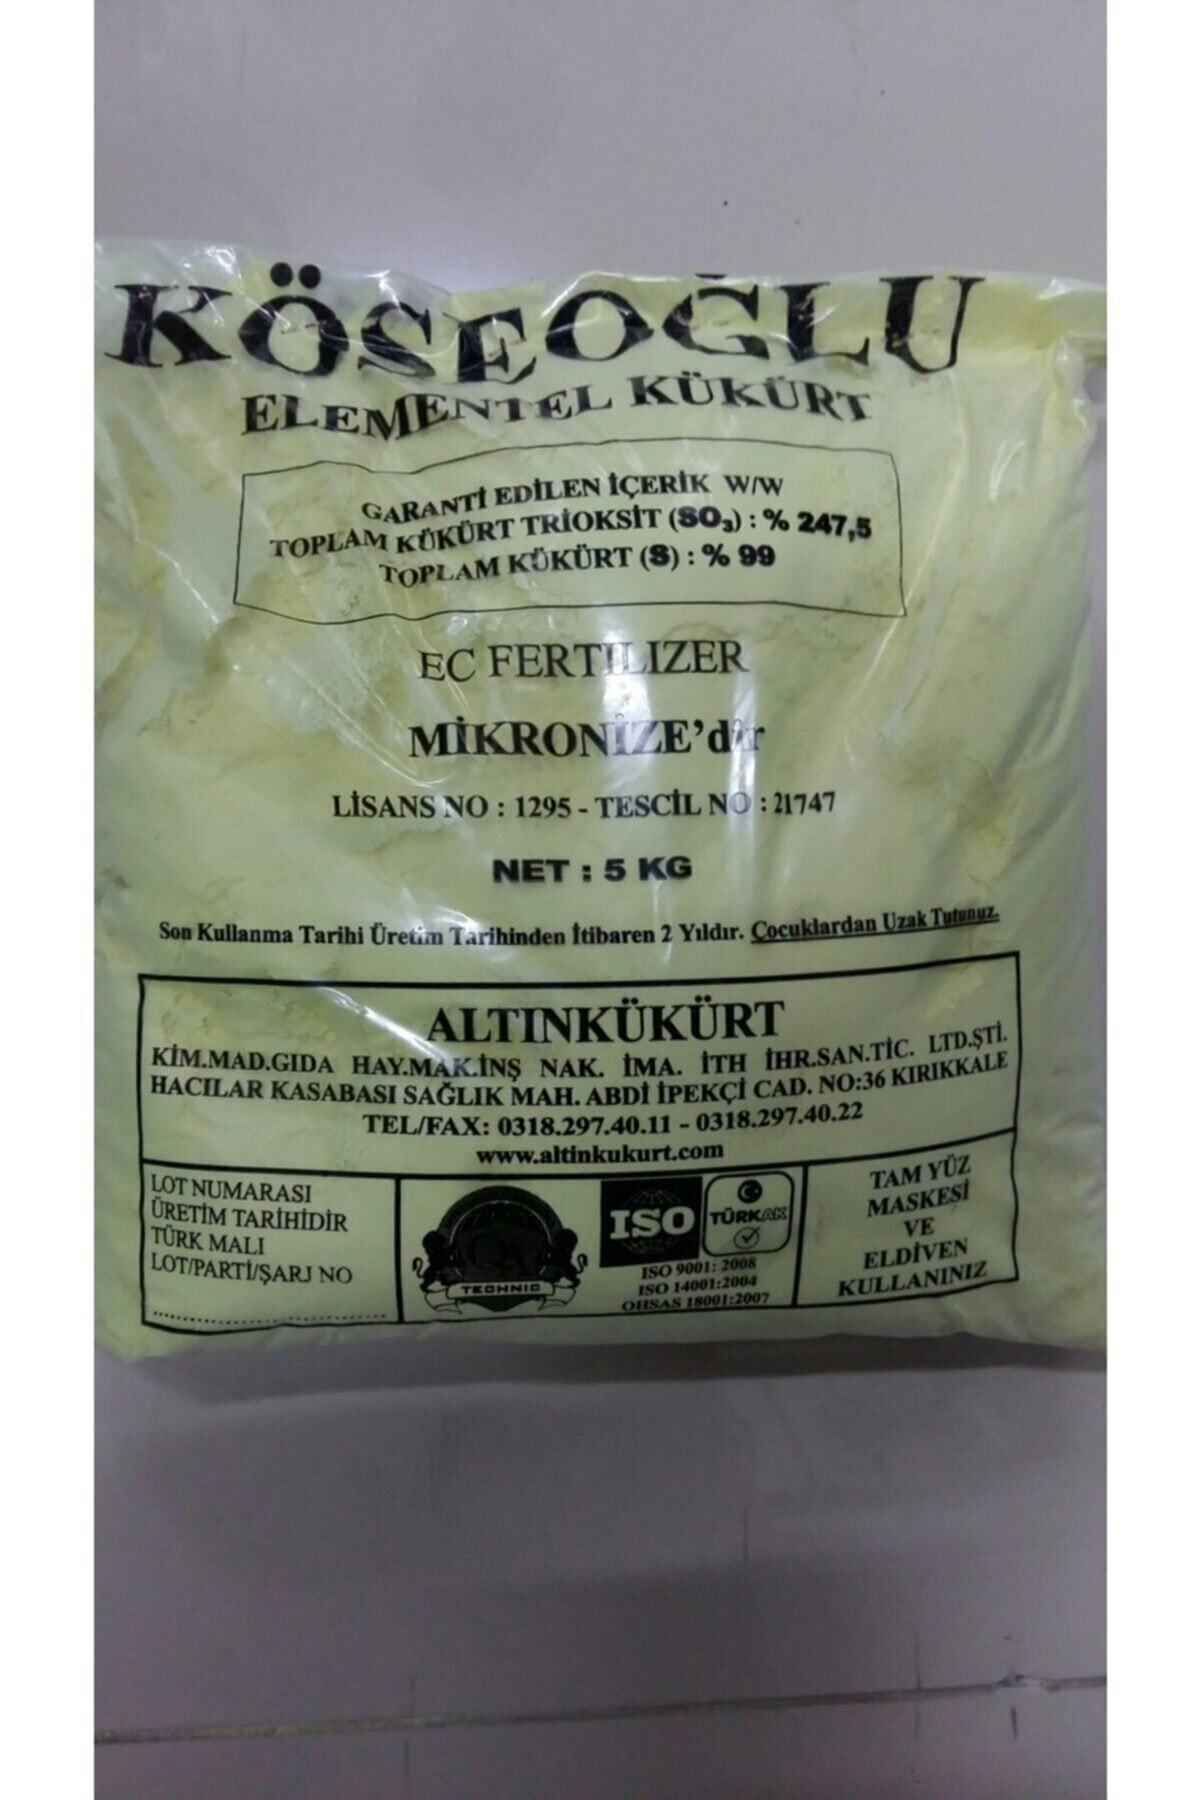 KÖSEOĞLU
ELEMENTEL KÜKÜRT
GARANTİ EDİLEN İÇERİK W/W
TOPLAM KÜKÜRT TRİOKSİT (SO₃) : % 247,5
TOPLAM KÜKÜRT (S) : % 99
EC FERTILIZER
MİKRONİZE'dir
LİSANS NO : 1295 - TESCİL NO : 21747
NET : 5 KG
Son Kullanma Tarihi Üretim Tarihinden İtibaren 2 Yıldır. Çocuklardan Uzak Tutunuz.
ALTINKÜKÜRT
KİM.MAD.GIDA HAY.MAK.İNŞ NAK. İMA. İTH İHR.SAN.TİC. LTD.ŞTİ.
HACILAR KASABASI SAĞLIK MAH. ABDİ İPEKÇİ CAD. NO:36 KIRIKKALE
TEL/FAX: 0318.297.40.11 - 0318.297.40.22
www.altinkukurt.com
LOT NUMARASI
ÜRETİM TARİHİDİR
TÜRK MALI
LOT/PARTİ/ŞARJ NO
....................................
QA
TECHNIC
ISO
TÜRKAK
ISO 9001: 2008
ISO 14001:2004
OHSAS 18001:2007
TAM YÜZ
MASKESİ
VE
ELDİVEN
KULLANINIZ